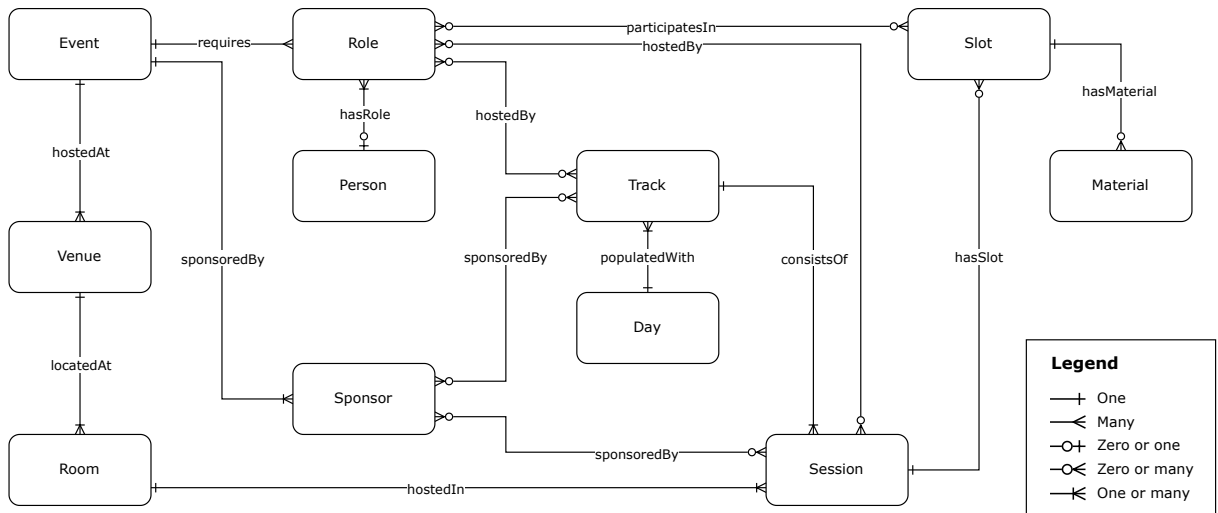 Event
requires
Role
participatesIn
hostedBy
Slot
hasMaterial
hasRole
hostedBy
hostedAt
Person
Track
Material
Venue
sponsoredBy
sponsoredBy
populatedWith
consistsOf
hasSlot
Day
locatedAt
Sponsor
Legend
One
Many
Zero or one
Zero or many
One or many
sponsoredBy
Room
hostedIn
Session